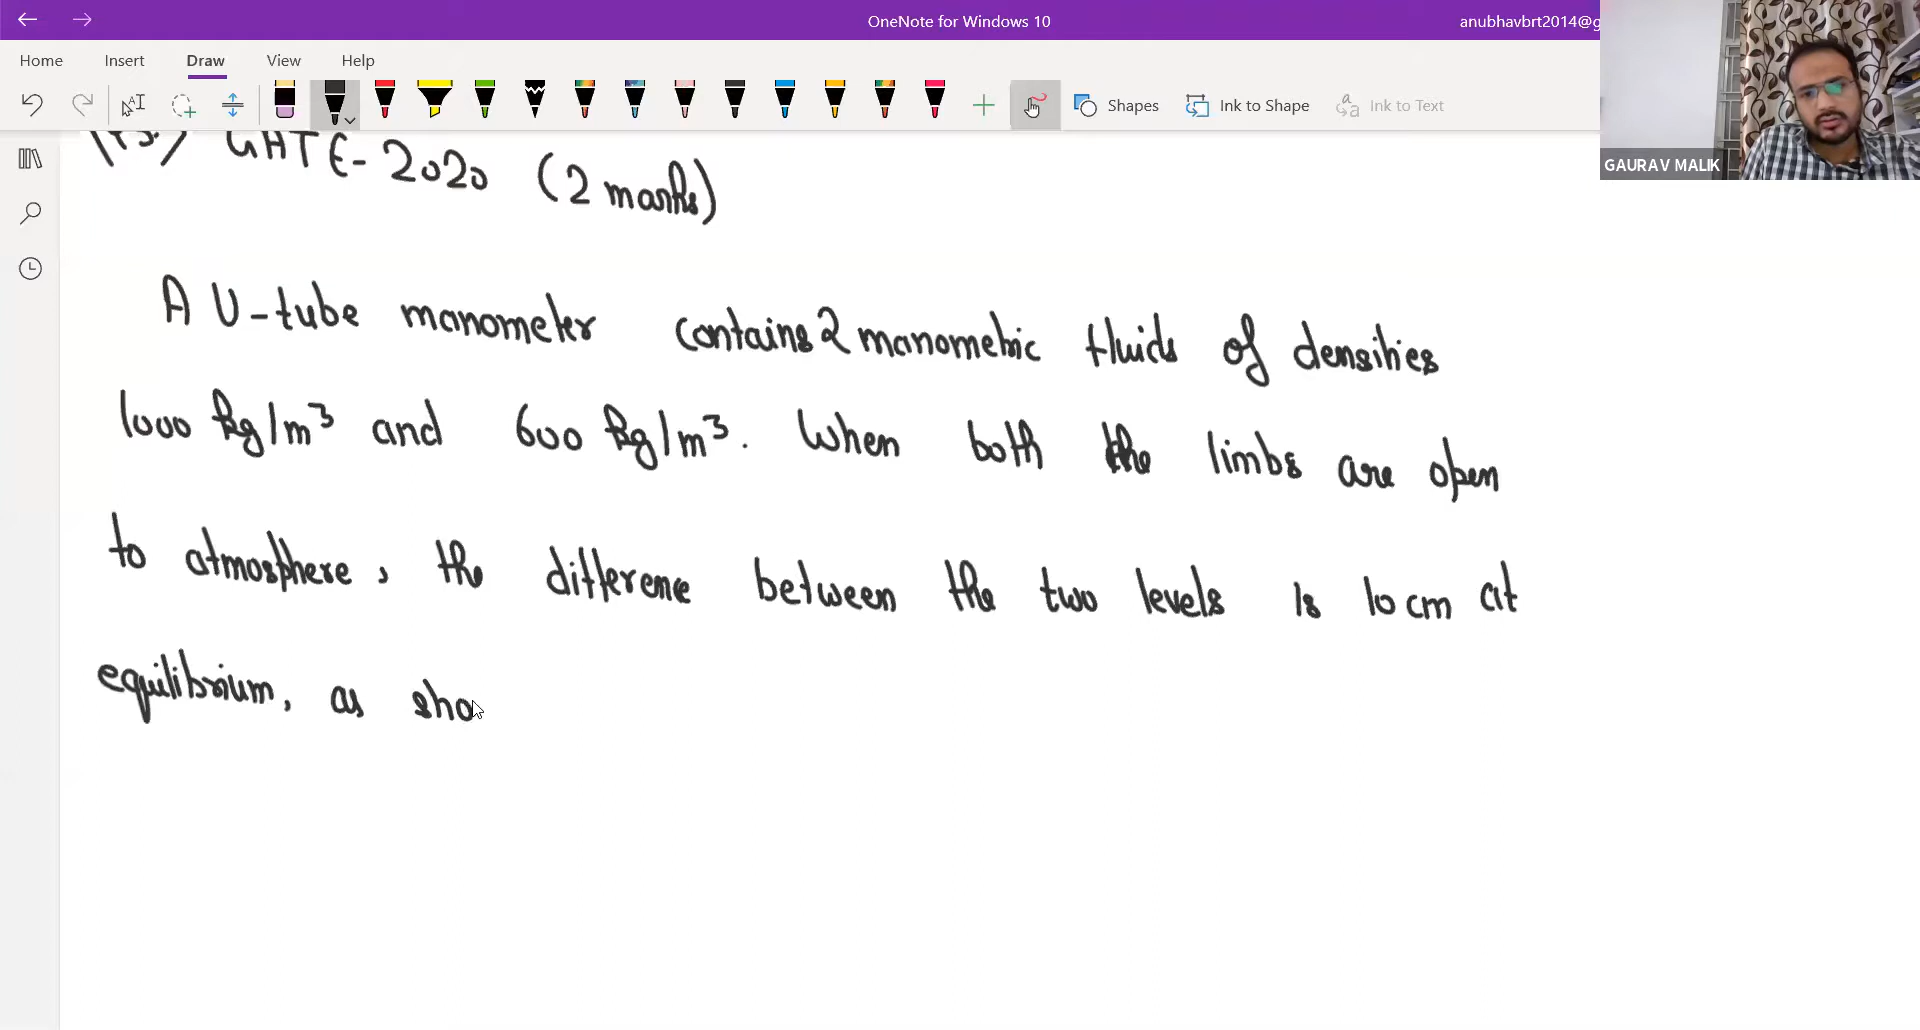 OneNote for Windows 10
anubhavbrt2014@g
Home Insert Draw View Help
Shapes Ink to Shape Ink to Text
GAURAV MALIK
GATE-2020 (2 marks)
A U-tube manometer contains 2 manometric fluids of densities
1000 kg/m³ and 600 kg/m³. When both the limbs are open
to atmosphere, the difference between the two levels is 10 cm at
equilibrium, as sho